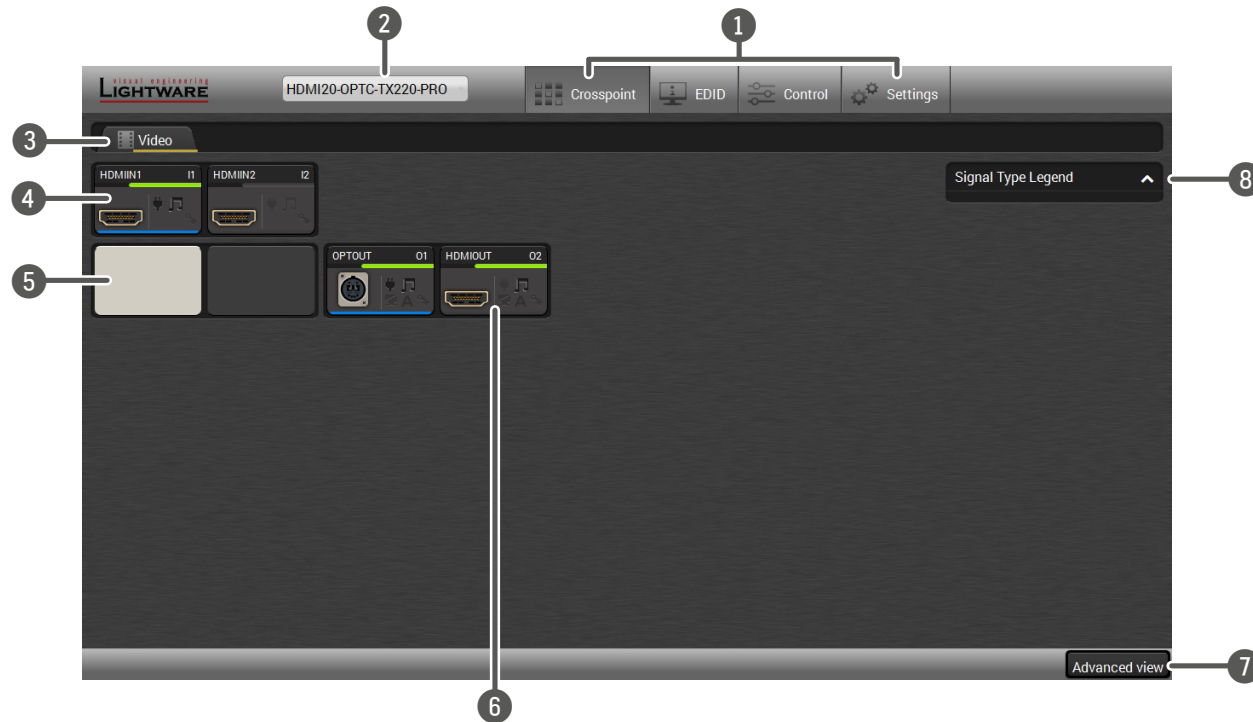 2
1
visual engineering
LIGHTWARE
HDMI20-OPTC-TX220-PRO
Crosspoint
EDID
Control
Settings
3
Video
HDMIIN1 I1
HDMIIN2 I2
Signal Type Legend
8
4
5
OPTOUT O1
HDMIOUT O2
A
A
Advanced view
7
6